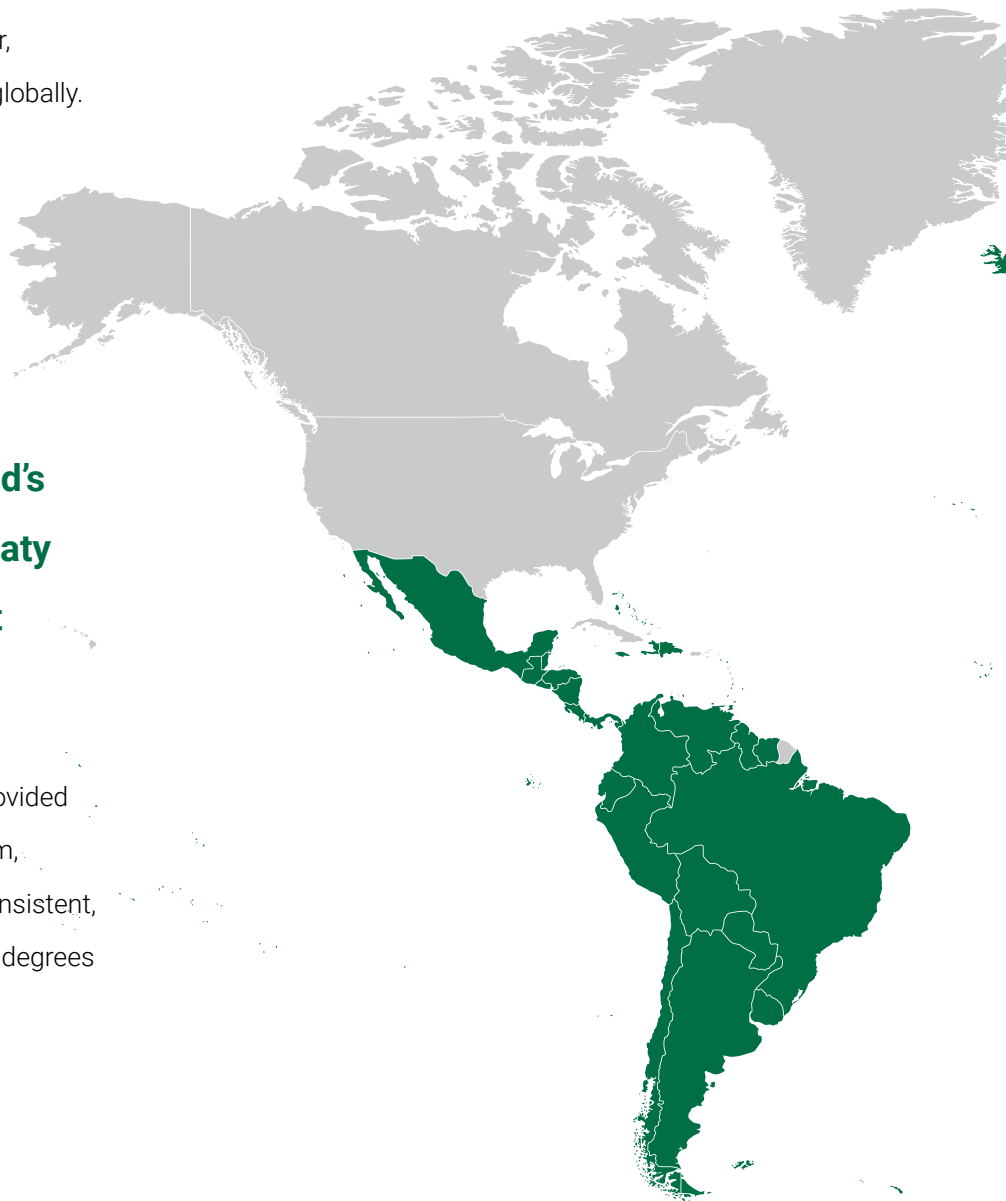 r,
globally.
d’s
aty
t
ovided
n,
nsistent,
degrees